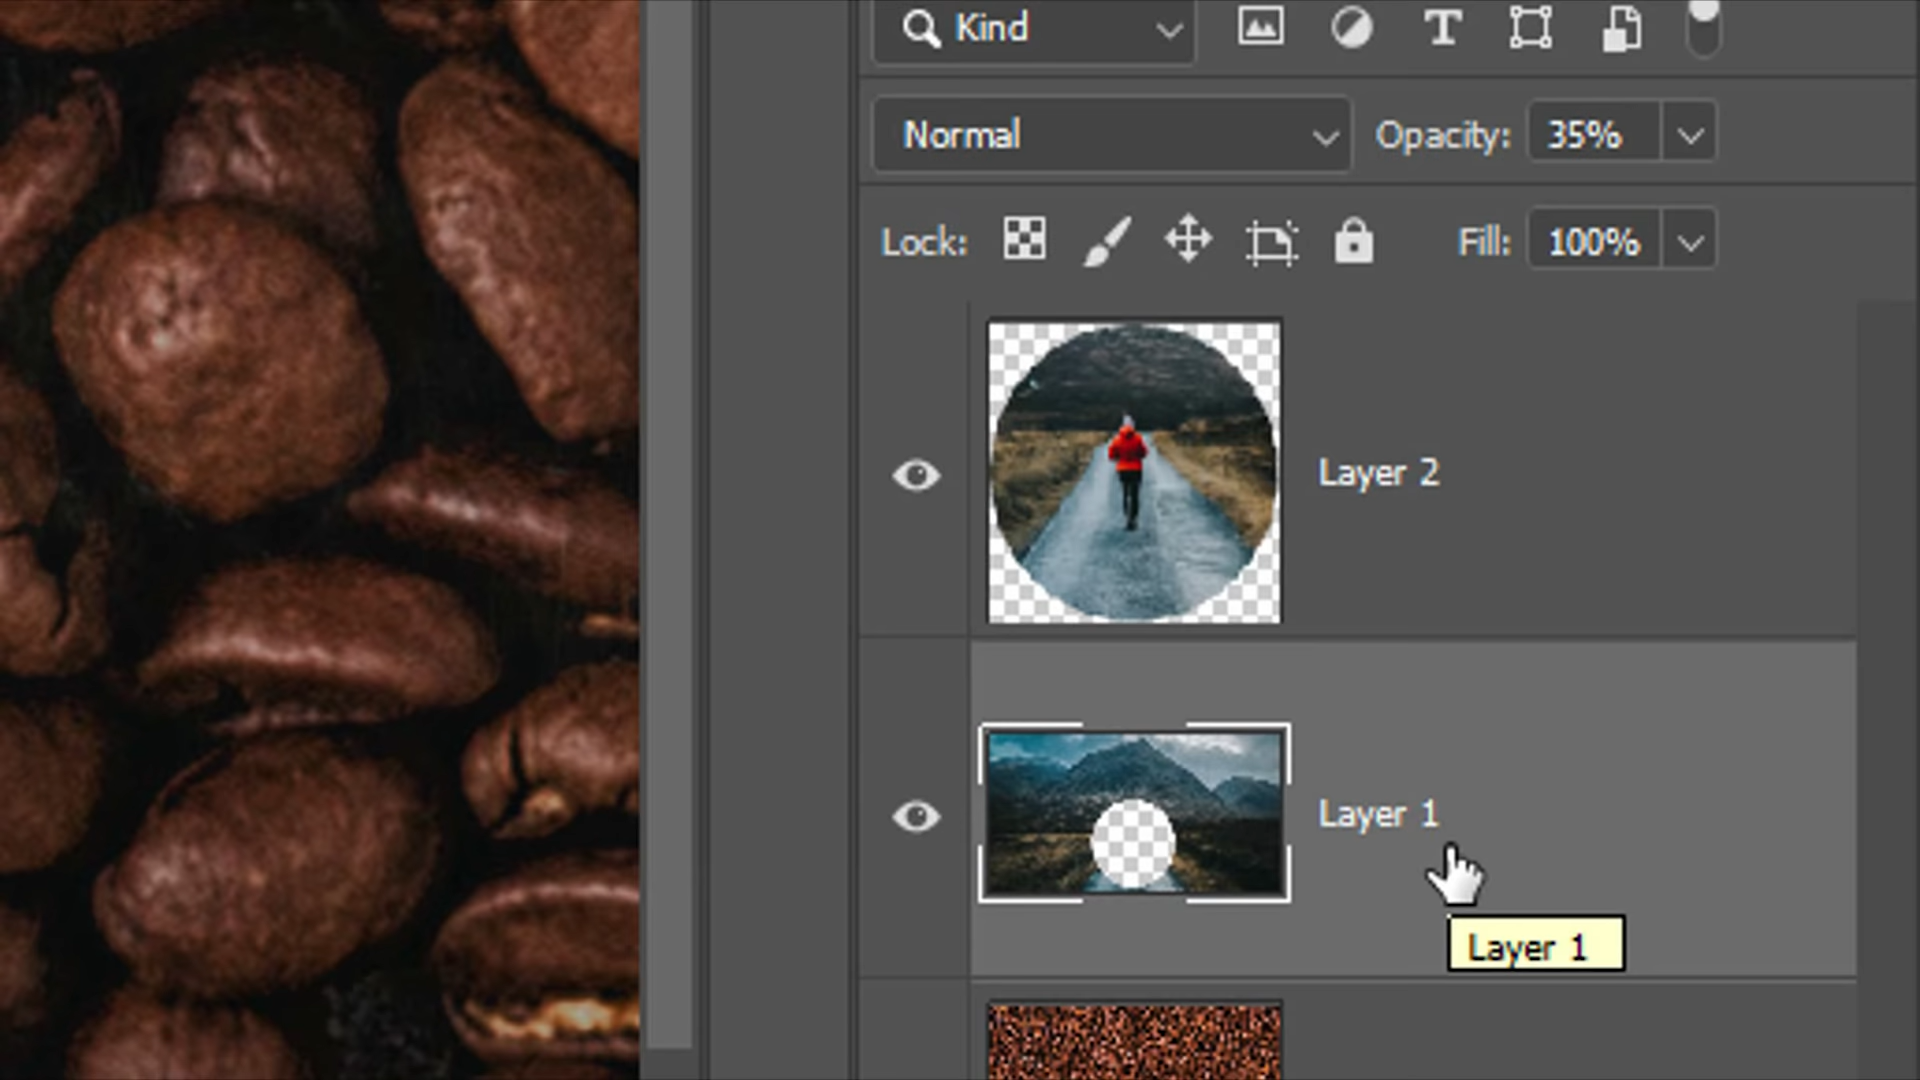 Kind
Normal Opacity: 35%
Lock: Fill: 100%
Layer 2
Layer 1
Layer 1